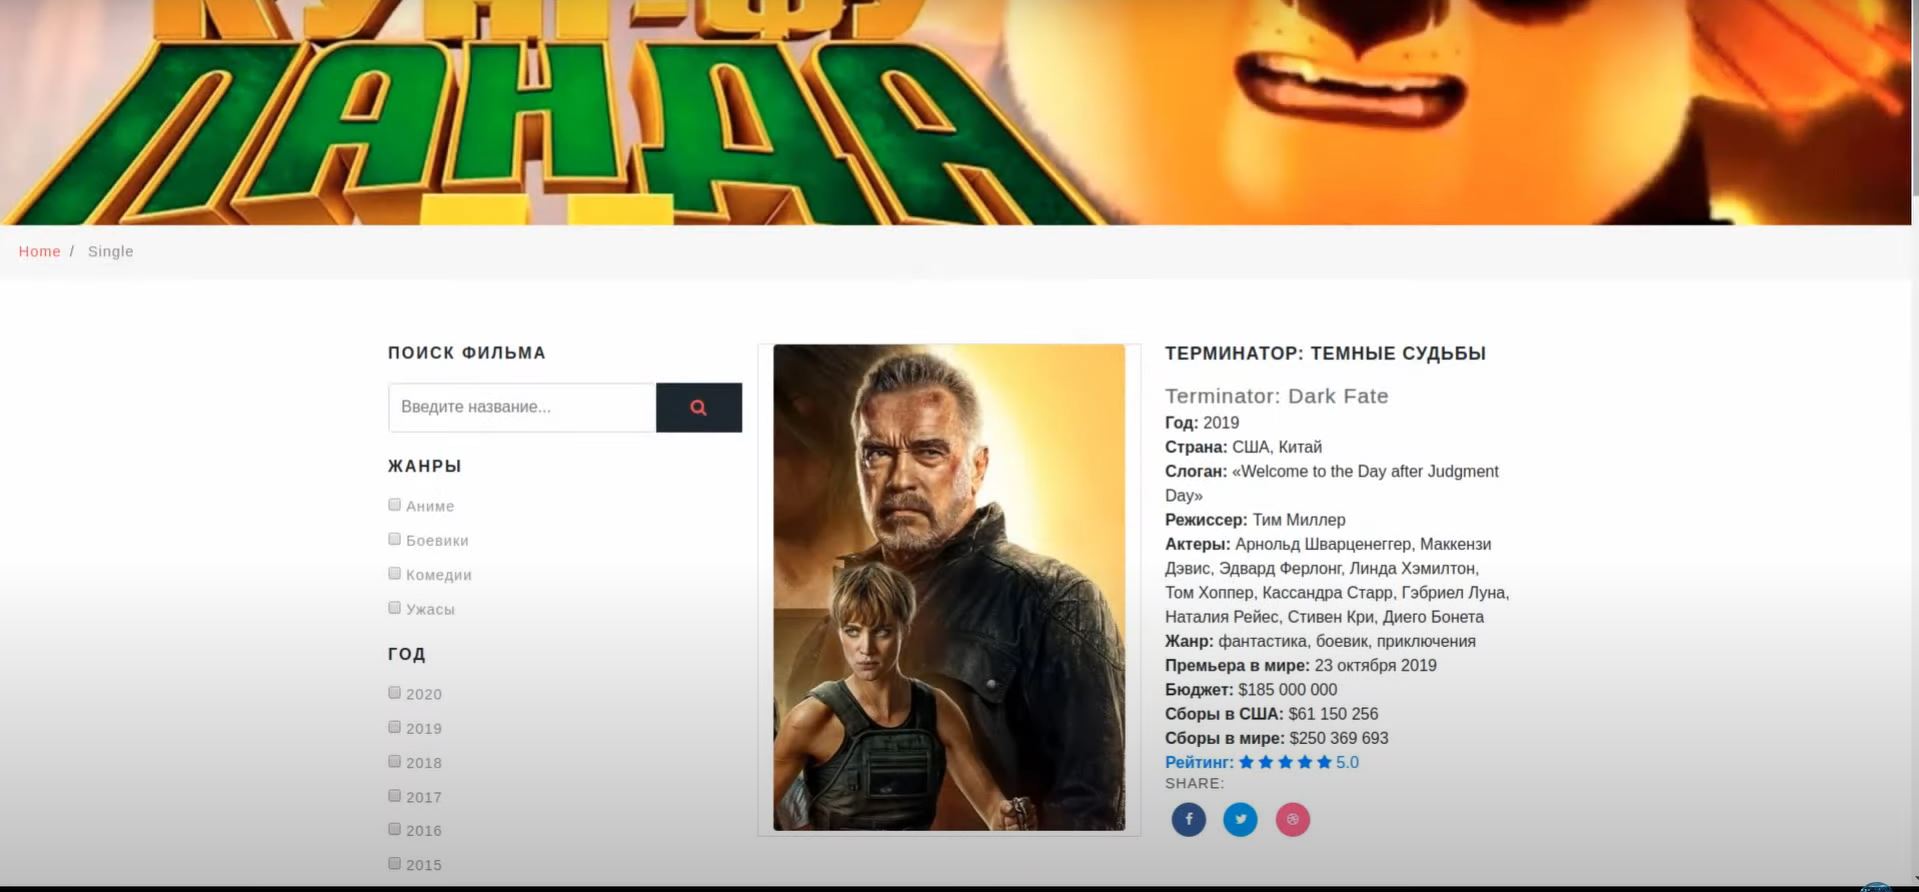 КУНГ-ФУ
ПАНДА
Home / Single
ПОИСК ФИЛЬМА
Введите название...
ЖАНРЫ
Аниме
Боевики
Комедии
Ужасы
ГОД
2020
2019
2018
2017
2016
2015
ТЕРМИНАТОР: ТЕМНЫЕ СУДЬБЫ
Terminator: Dark Fate
Год: 2019
Страна: США, Китай
Слоган: «Welcome to the Day after Judgment
Day»
Режиссер: Тим Миллер
Актеры: Арнольд Шварценеггер, Маккензи
Дэвис, Эдвард Ферлонг, Линда Хэмилтон,
Том Хоппер, Кассандра Старр, Гэбриел Луна,
Наталия Рейес, Стивен Кри, Диего Бонета
Жанр: фантастика, боевик, приключения
Премьера в мире: 23 октября 2019
Бюджет: $185 000 000
Сборы в США: $61 150 256
Сборы в мире: $250 369 693
Рейтинг: 5.0
SHARE: